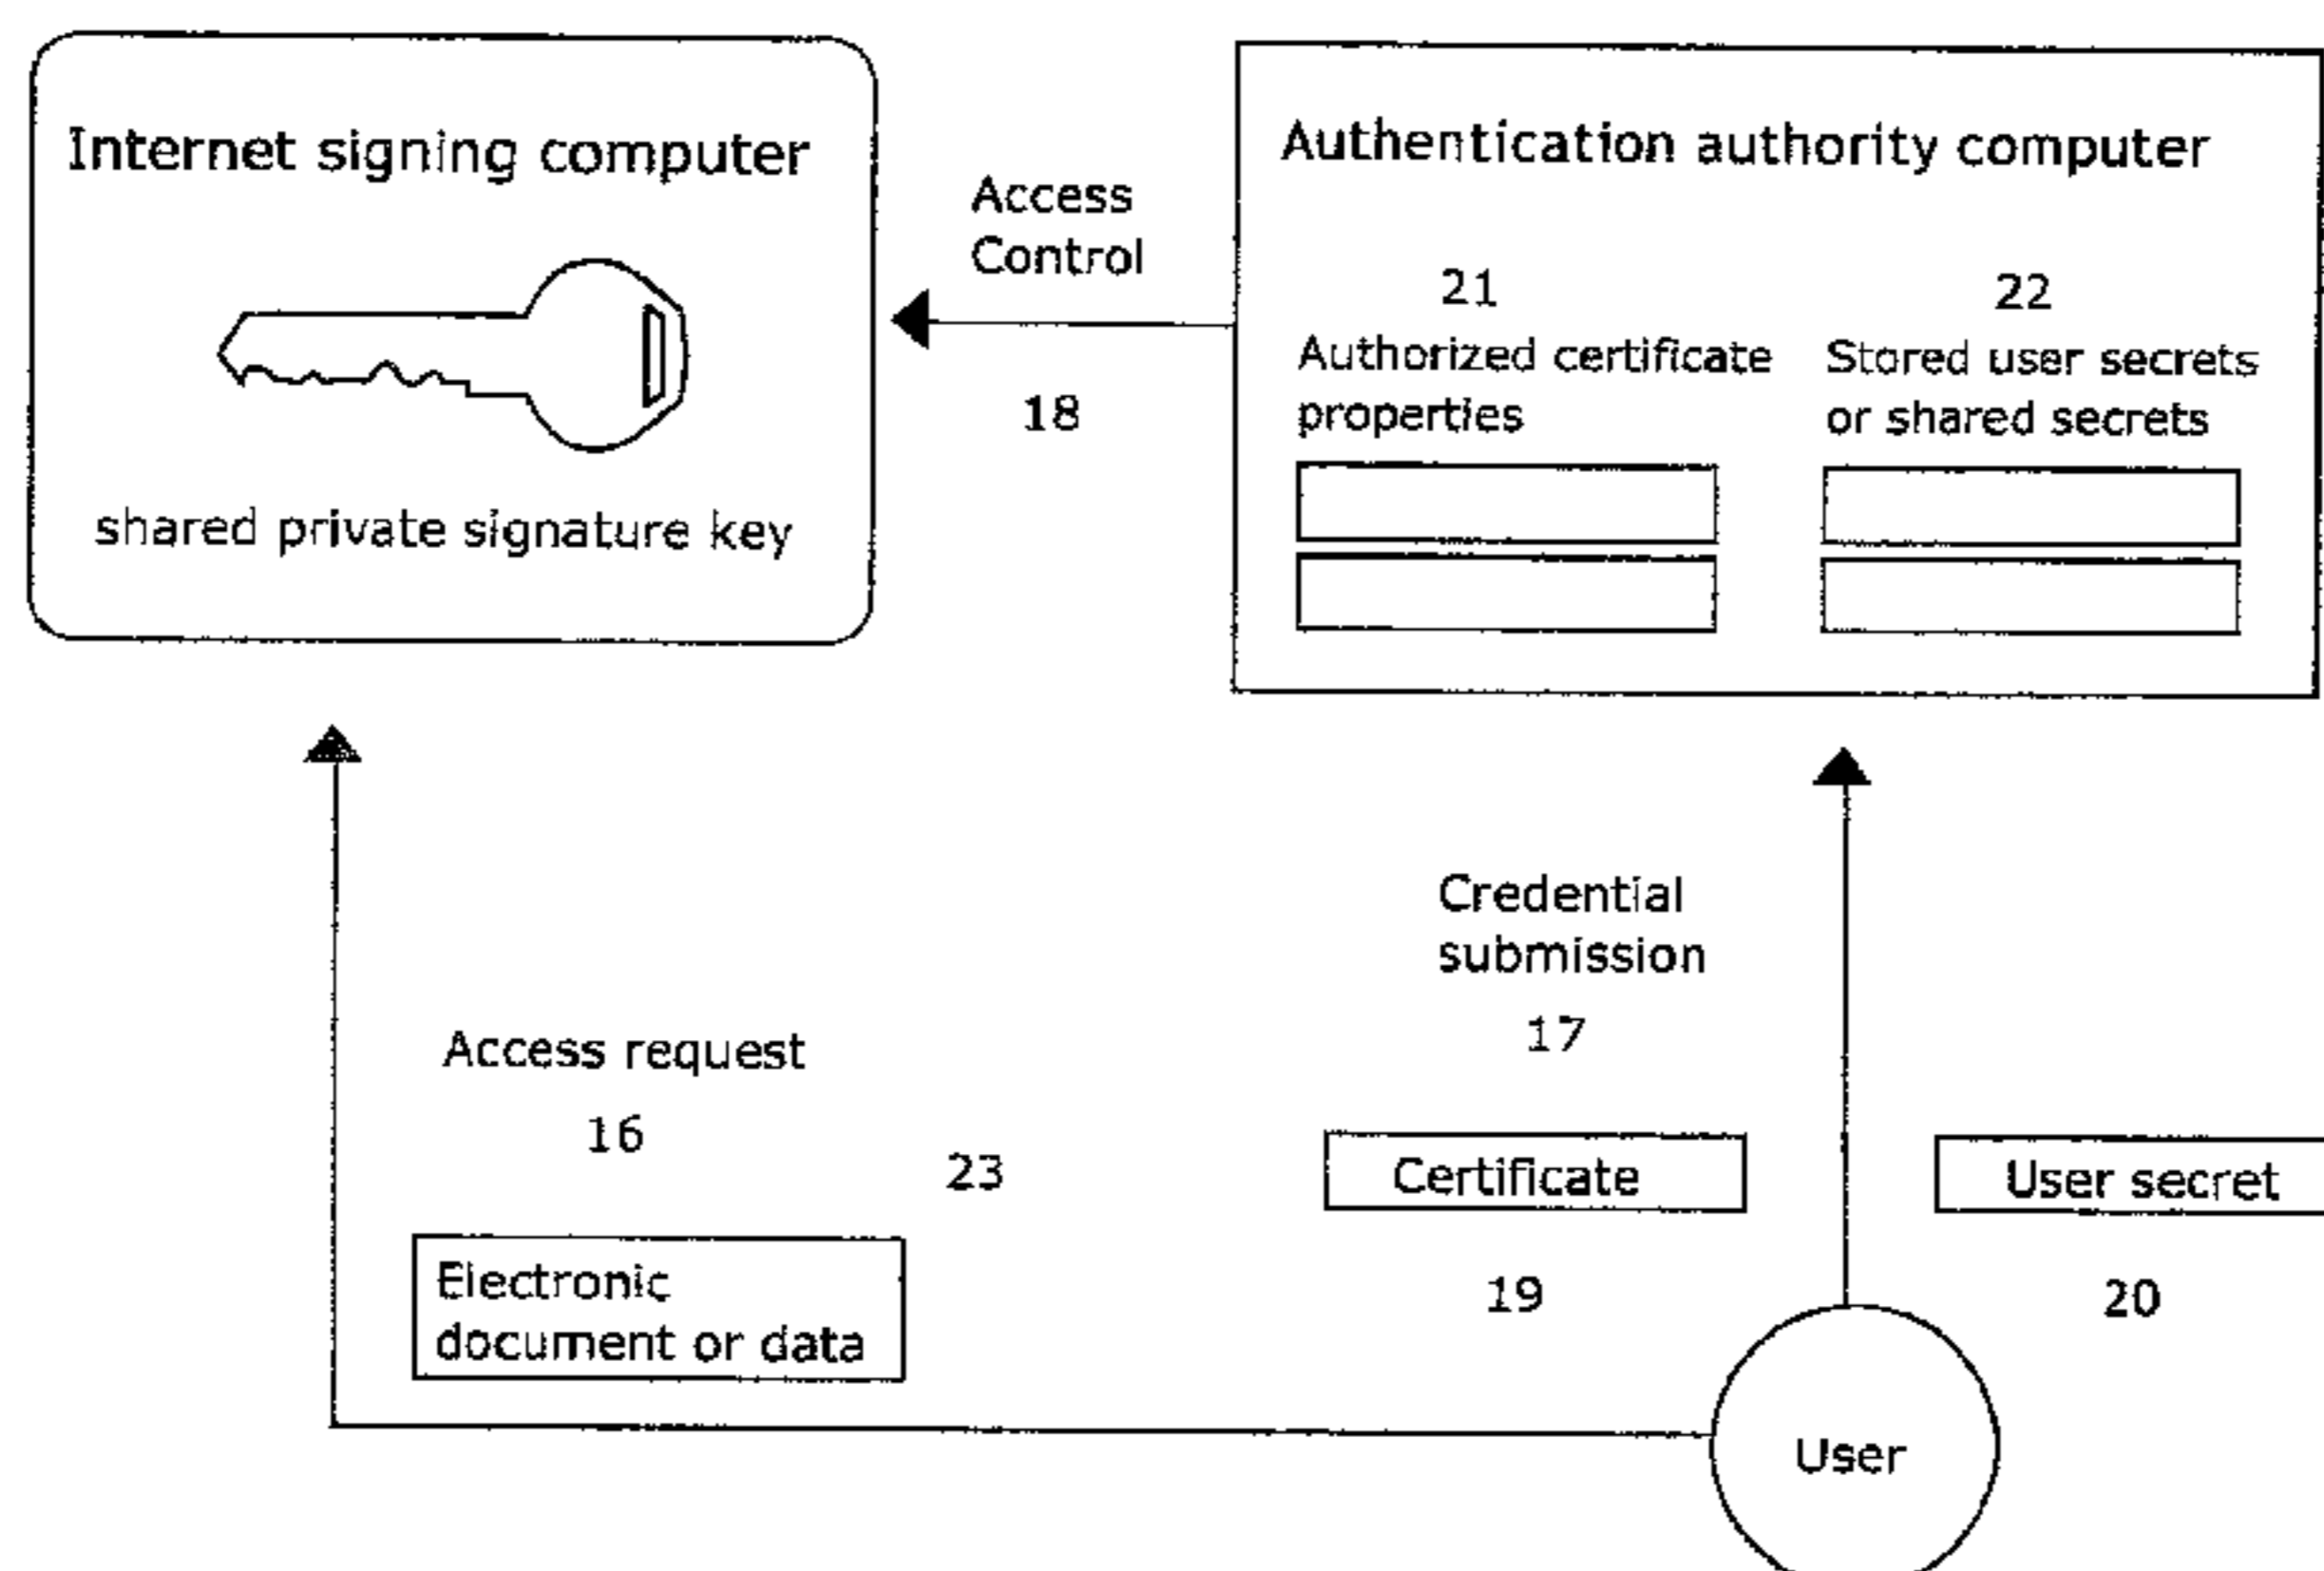 Internet signing computer
shared private signature key
Access
Control
18
Authentication authority computer
21
Authorized certificate
properties
22
Stored user secrets
or shared secrets
Credential
submission
17
Access request
16
23
Electronic
document or data
Certificate
19
User secret
20
User